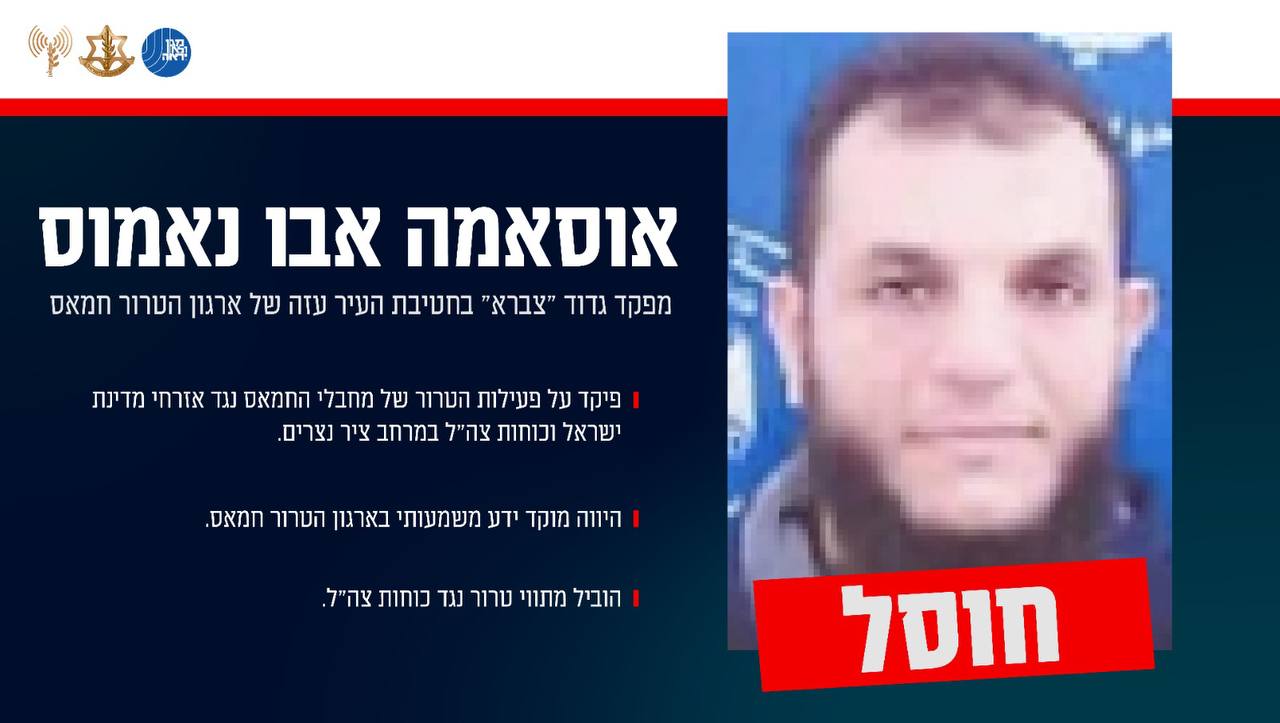 אוסאמה אבו נאמוס
מפקד גדוד "צברא" בחטיבת העיר עזה של ארגון הטרור חמאס
פיקד על פעילות הטרור של מחבלי החמאס נגד אזרחי מדינת
ישראל וכוחות צה"ל במרחב ציר נצרים.
היווה מוקד ידע משמעותי בארגון הטרור חמאס.
הוביל מתווי טרור נגד כוחות צה"ל.
חוסל